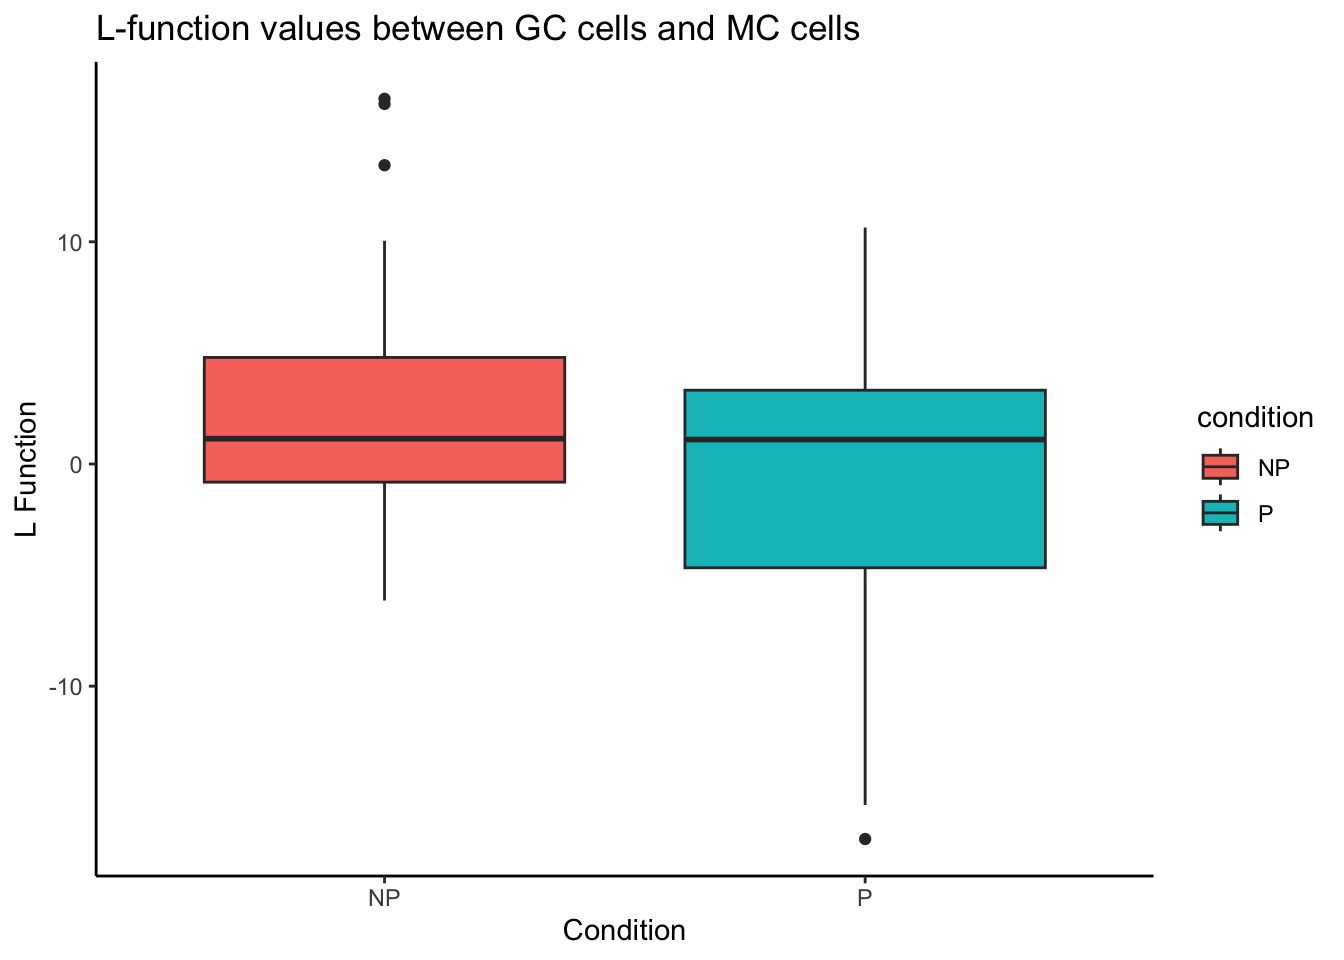 L-function values between GC cells and MC cells
L Function
10
0
-10
NP
P
Condition
condition
NP
P